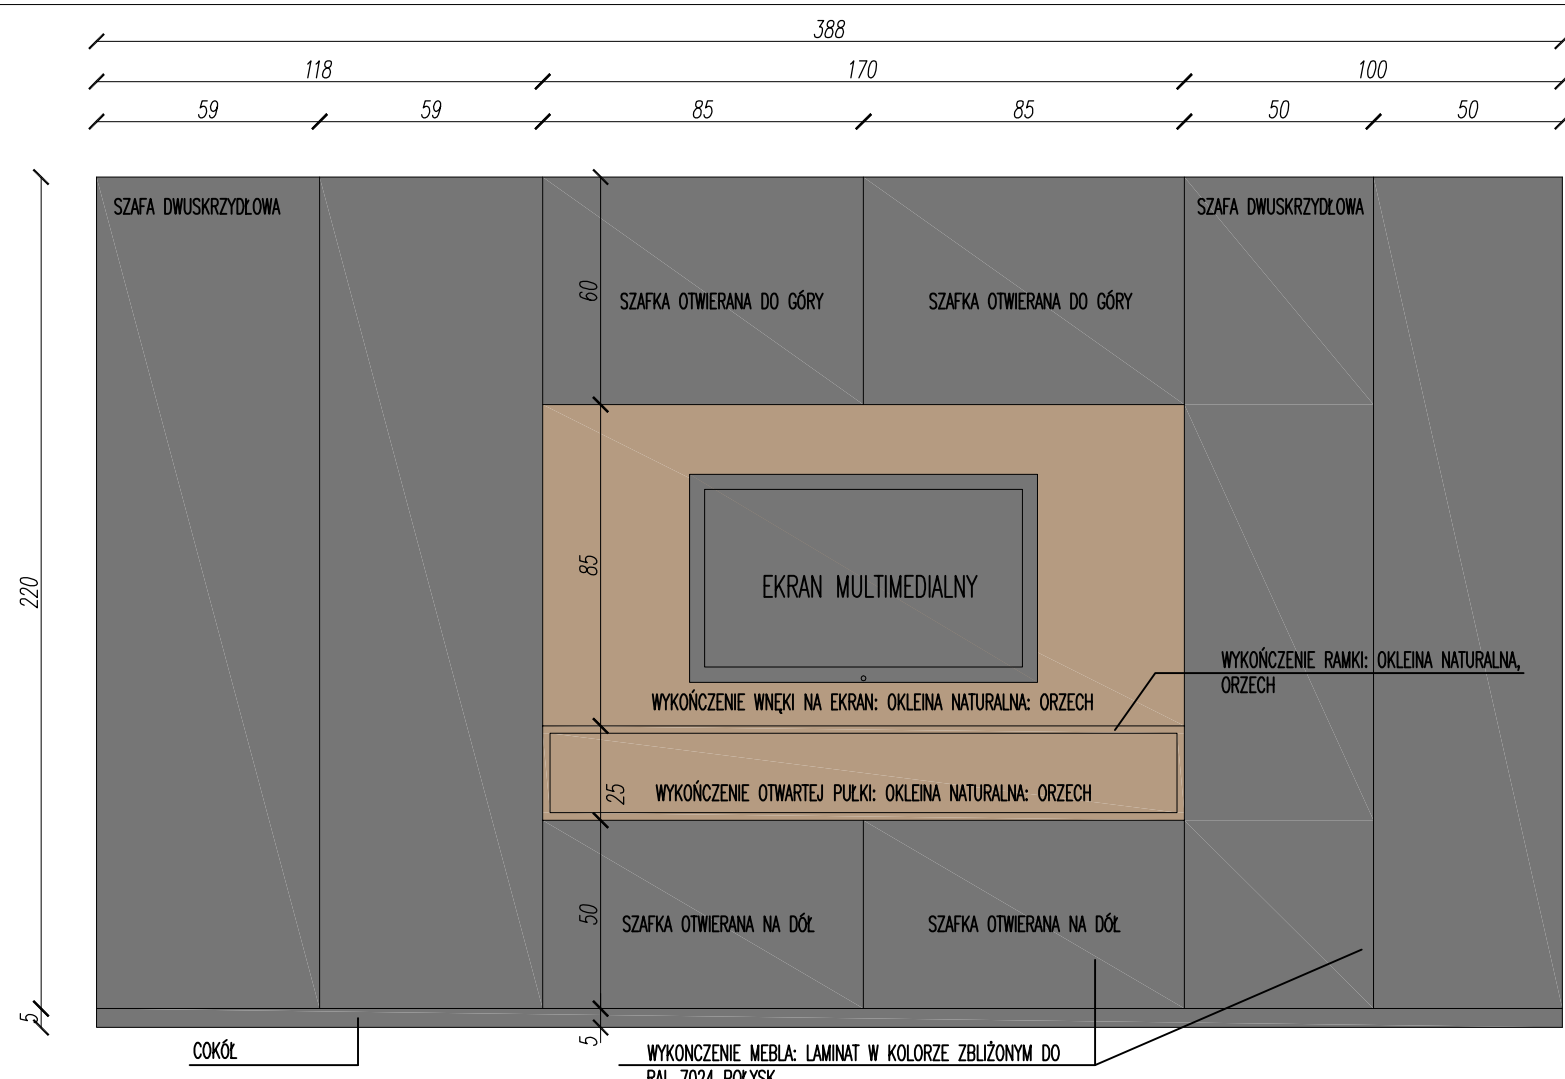 388
118 170 100
59 59 85 85 50 50
SZAFA DWUSKRZYDŁOWA
SZAFA DWUSKRZYDŁOWA
60
SZAFKA OTWIERANA DO GÓRY
SZAFKA OTWIERANA DO GÓRY
220
85
EKRAN MULTIMEDIALNY
WYKOŃCZENIE RAMKI: OKLEINA NATURALNA,
ORZECH
WYKOŃCZENIE WNĘKI NA EKRAN: OKLEINA NATURALNA: ORZECH
25
WYKOŃCZENIE OTWARTEJ PUŁKI: OKLEINA NATURALNA: ORZECH
50
SZAFKA OTWIERANA NA DÓŁ
SZAFKA OTWIERANA NA DÓŁ
5
5
COKÓŁ
WYKONCZENIE MEBLA: LAMINAT W KOLORZE ZBLIŻONYM DO
RAL 7024 POŁYSK